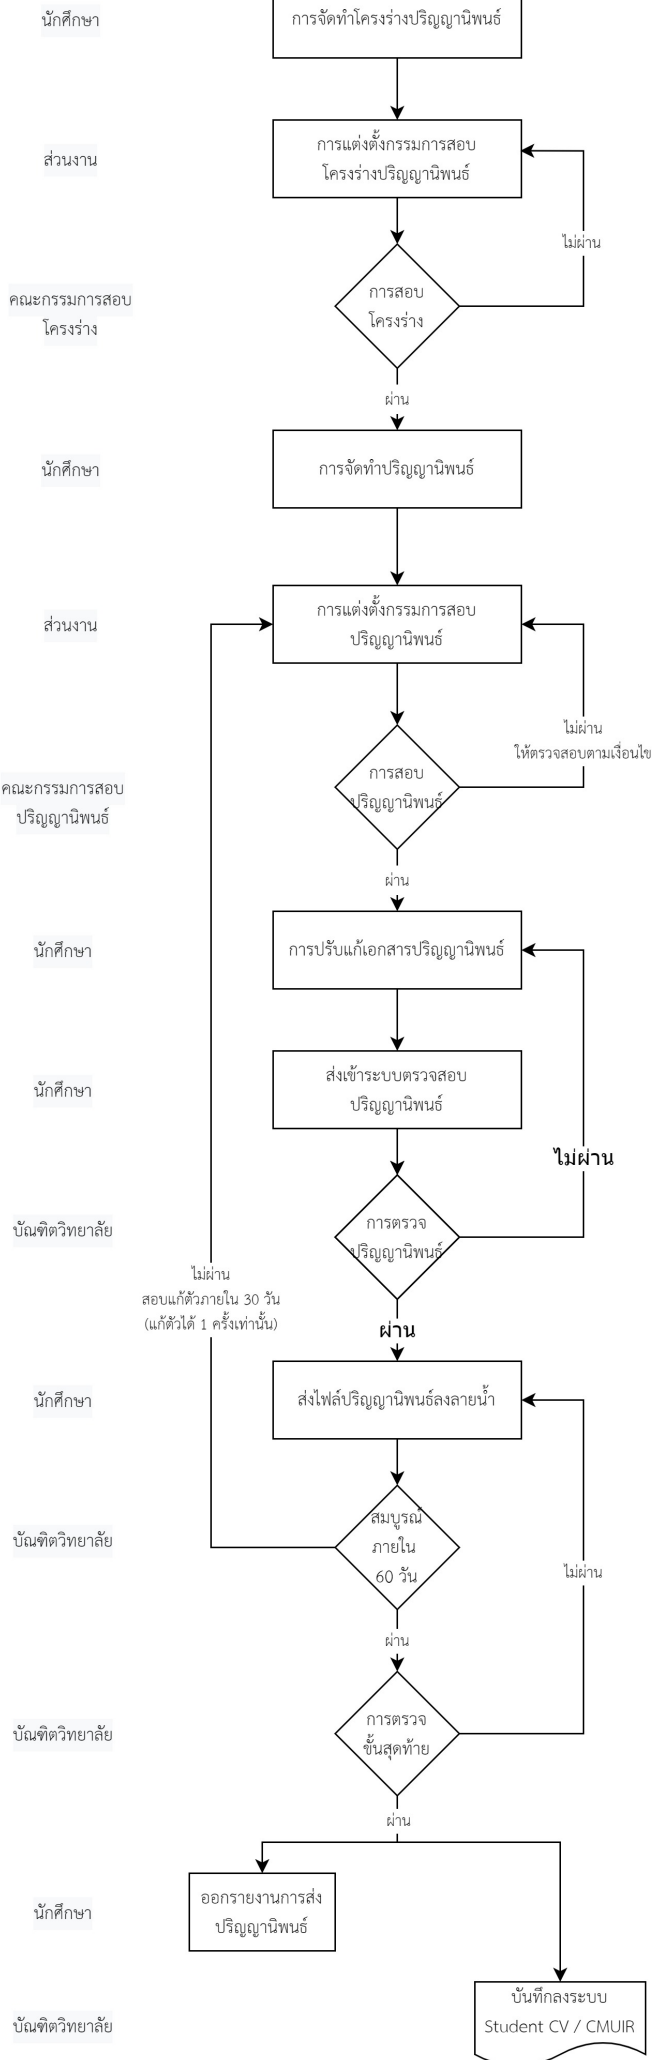 นักศึกษา
การจัดทำโครงร่างปริญญานิพนธ์
ส่วนงาน
การแต่งตั้งกรรมการสอบ
โครงร่างปริญญานิพนธ์
ไม่ผ่าน
คณะกรรมการสอบ
โครงร่าง
การสอบ
โครงร่าง
ผ่าน
นักศึกษา
การจัดทำปริญญานิพนธ์
ส่วนงาน
การแต่งตั้งกรรมการสอบ
ปริญญานิพนธ์
ไม่ผ่าน
ให้ตรวจสอบตามเงื่อนไข
คณะกรรมการสอบ
ปริญญานิพนธ์
การสอบ
ปริญญานิพนธ์
ผ่าน
นักศึกษา
การปรับแก้เอกสารปริญญานิพนธ์
นักศึกษา
ส่งเข้าระบบตรวจสอบ
ปริญญานิพนธ์
ไม่ผ่าน
บัณฑิตวิทยาลัย
การตรวจ
ปริญญานิพนธ์
ไม่ผ่าน
สอบแก้ตัวภายใน 30 วัน
(แก้ตัวได้ 1 ครั้งเท่านั้น)
ผ่าน
นักศึกษา
ส่งไฟล์ปริญญานิพนธ์ลงลายน้ำ
บัณฑิตวิทยาลัย
สมบูรณ์
ภายใน
60 วัน
ไม่ผ่าน
ผ่าน
บัณฑิตวิทยาลัย
การตรวจ
ขั้นสุดท้าย
ผ่าน
นักศึกษา
ออกรายงานการส่ง
ปริญญานิพนธ์
บัณฑิตวิทยาลัย
บันทึกลงระบบ
Student CV / CMUIR